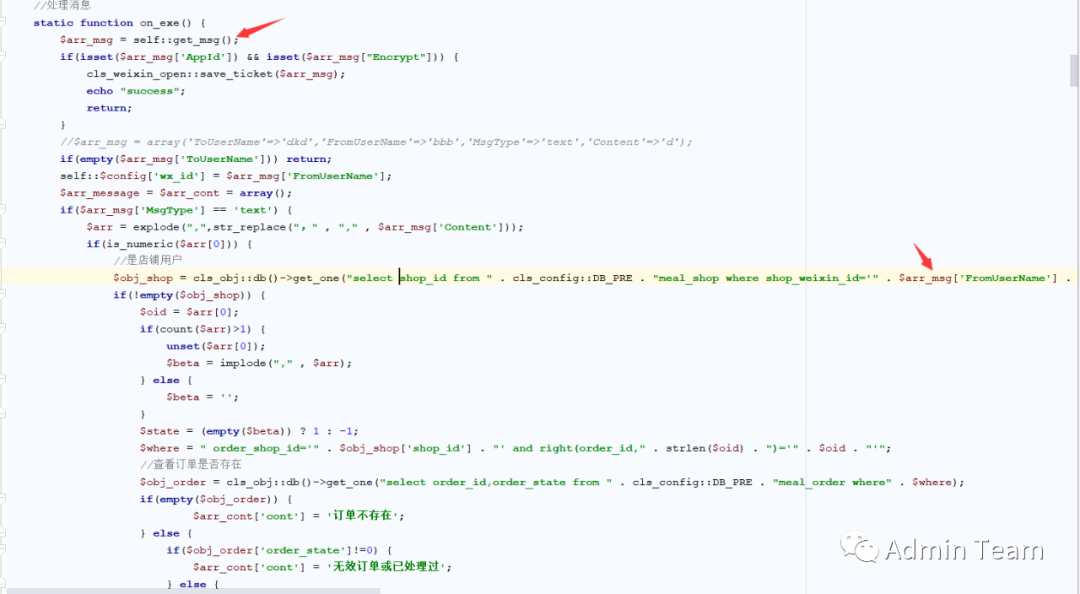 //处理消息
static function on_exe() {
$arr_msg = self::get_msg();
if(isset($arr_msg['AppId']) && isset($arr_msg["Encrypt"])) {
cls_weixin_open::save_ticket($arr_msg);
echo "success";
return;
}
//$arr_msg = array('ToUserName'=>'dkd','FromUserName'=>'bbb','MsgType'=>'text','Content'=>'d');
if(empty($arr_msg['ToUserName'])) return;
self::$config['wx_id'] = $arr_msg['FromUserName'];
$arr_message = $arr_cont = array();
if($arr_msg['MsgType'] == 'text') {
$arr = explode(",",str_replace("，" , "," , $arr_msg['Content']));
if(is_numeric($arr[0])) {
//是店铺用户
$obj_shop = cls_obj::db()->get_one("select shop_id from " . cls_config::DB_PRE . "meal_shop where shop_weixin_id='" . $arr_msg['FromUserName'] .
if(!empty($obj_shop)) {
$oid = $arr[0];
if(count($arr)>1) {
unset($arr[0]);
$beta = implode("," , $arr);
} else {
$beta = '';
}
$state = (empty($beta)) ? 1 : -1;
$where = " order_shop_id='" . $obj_shop['shop_id'] . "' and right(order_id," . strlen($oid) . ")='" . $oid . "'";
//查看订单是否存在
$obj_order = cls_obj::db()->get_one("select order_id,order_state from " . cls_config::DB_PRE . "meal_order where" . $where);
if(empty($obj_order)) {
$arr_cont['cont'] = '订单不存在';
} else {
if($obj_order['order_state']!=0) {
$arr_cont['cont'] = '无效订单或已处理过';
} else {
Admin Team